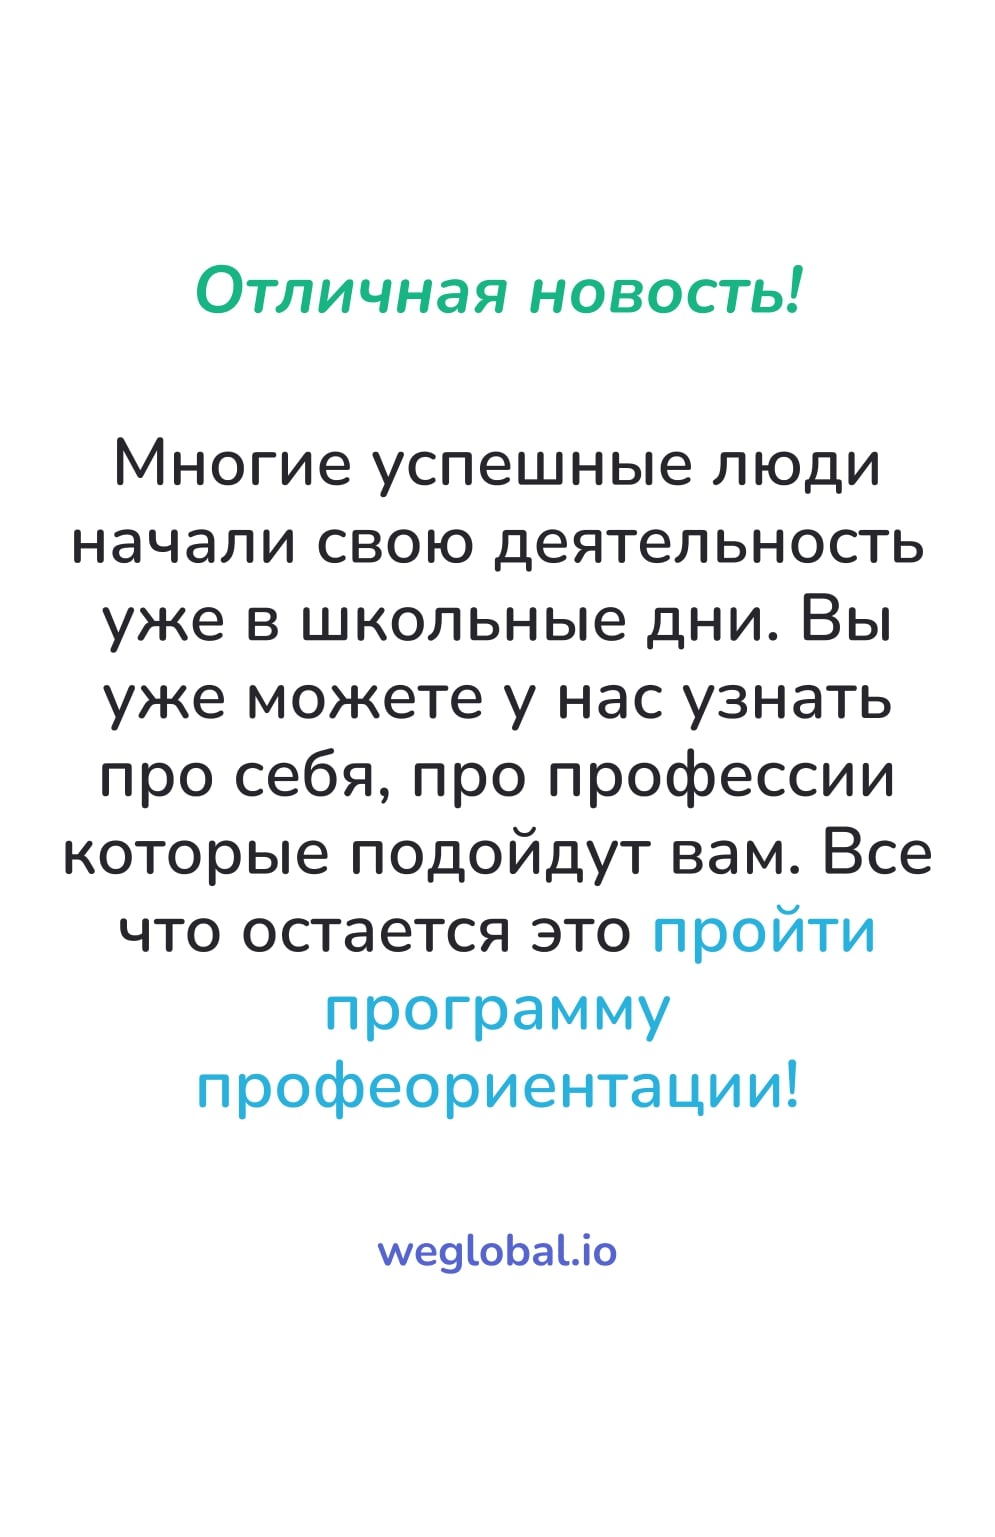 Отличная новость!
Многие успешные люди
начали свою деятельность
уже в школьные дни. Вы
уже можете у нас узнать
про себя, про профессии
которые подойдут вам. Все
что остается это пройти
программу
профеориентации!
weglobal.io